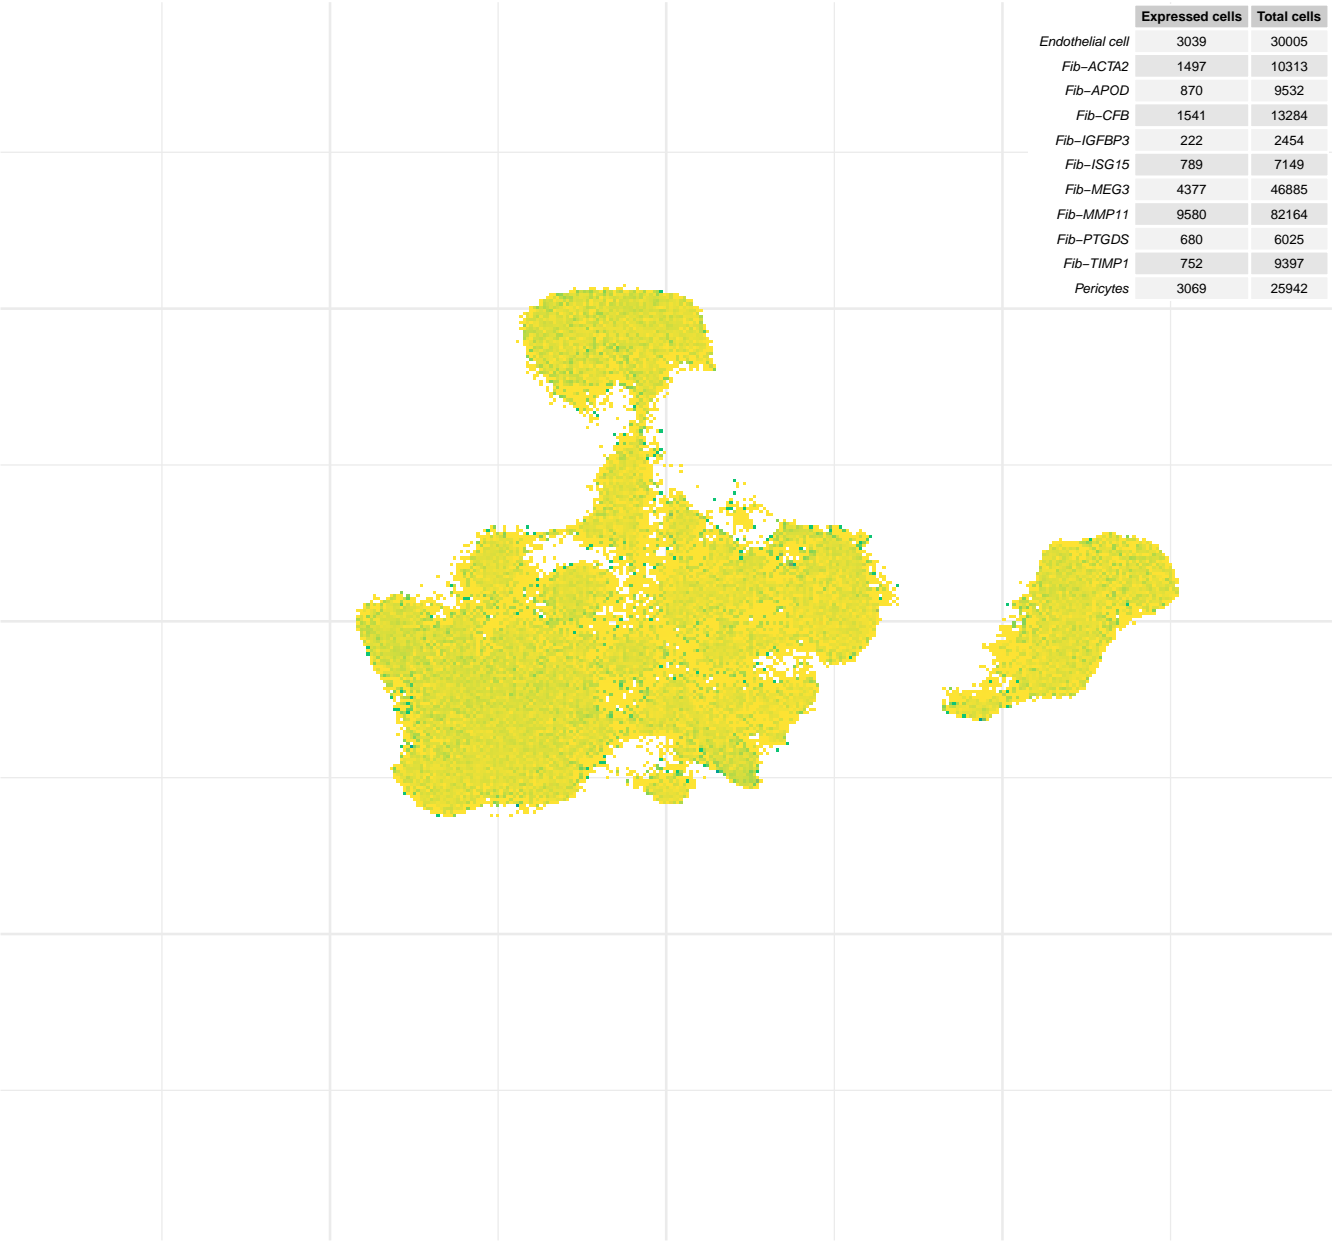 Expressed cells Total cells
Endothelial cell 3039 30005
Fib−ACTA2 1497 10313
Fib−APOD 870 9532
Fib−CFB 1541 13284
Fib−IGFBP3 222 2454
Fib−ISG15 789 7149
Fib−MEG3 4377 46885
Fib−MMP11 9580 82164
Fib−PTGDS 680 6025
Fib−TIMP1 752 9397
Pericytes 3069 25942